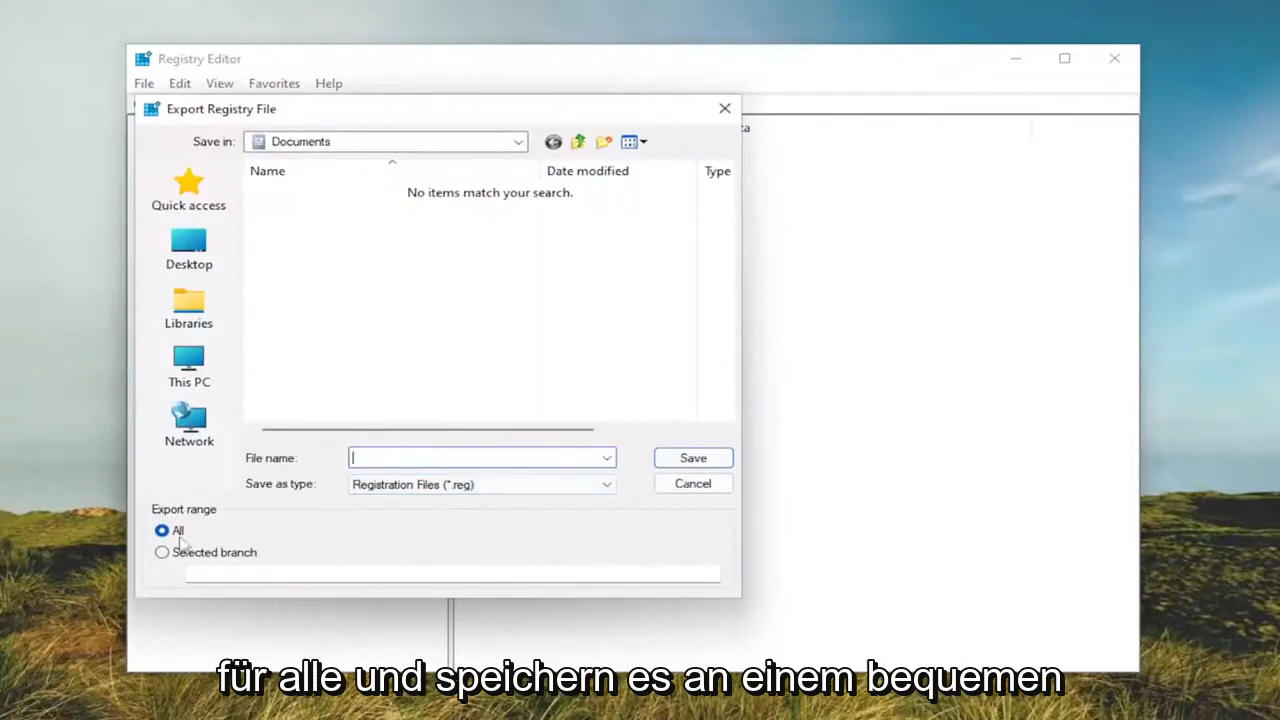 Registry Editor
File Edit View Favorites Help
Export Registry File
ta
Save in: Documents
Name Date modified Type
No items match your search.
Quick access
Desktop
Libraries
This PC
Network
File name: Save
Save as type: Registration Files (*.reg) Cancel
Export range
All
Selected branch
für alle und speichern es an einem bequemen